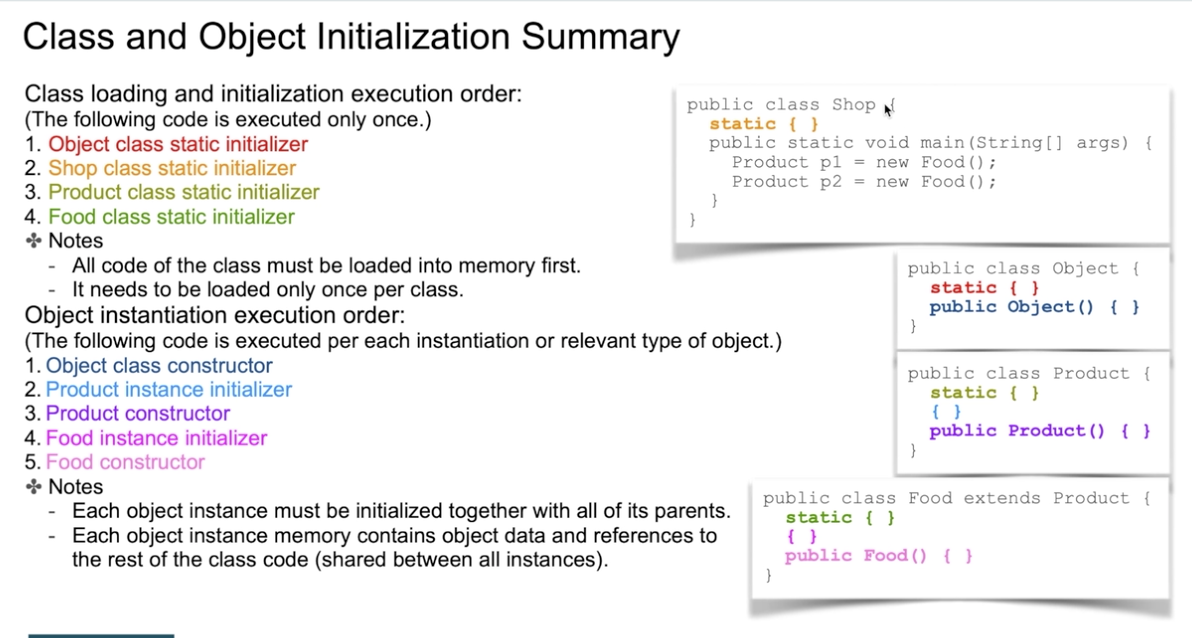 Class and Object Initialization Summary
Class loading and initialization execution order:
(The following code is executed only once.)
1. Object class static initializer
2. Shop class static initializer
3. Product class static initializer
4. Food class static initializer
✤ Notes
- All code of the class must be loaded into memory first.
- It needs to be loaded only once per class.
Object instantiation execution order:
(The following code is executed per each instantiation or relevant type of object.)
1. Object class constructor
2. Product instance initializer
3. Product constructor
4. Food instance initializer
5. Food constructor
✤ Notes
- Each object instance must be initialized together with all of its parents.
- Each object instance memory contains object data and references to
the rest of the class code (shared between all instances).
public class Shop {
static { }
public static void main(String[] args) {
Product p1 = new Food();
Product p2 = new Food();
}
}
public class Object {
static { }
public Object() { }
}
public class Product {
static { }
{ }
public Product() { }
}
public class Food extends Product {
static { }
{ }
public Food() { }
}